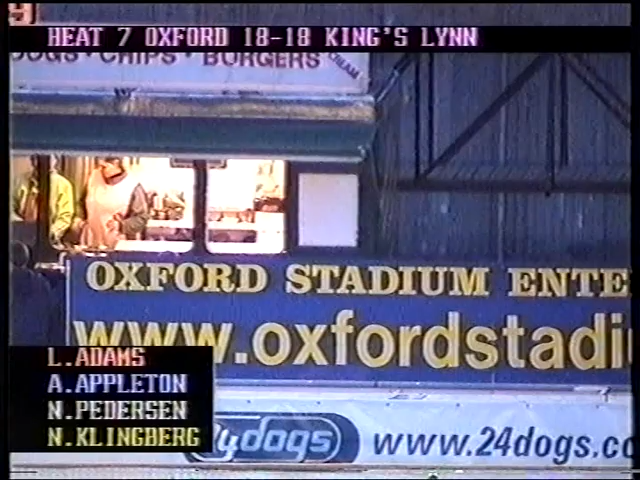 HEAT 7 OXFORD 18-18 KING'S LYNN
DOGS • CHIPS • BURGERS
OXFORD STADIUM ENTE
www.oxfordstadi
L.ADAMS
A.APPLETON
N.PEDERSEN
N.KLINGBERG
dogs
www.24dogs.co